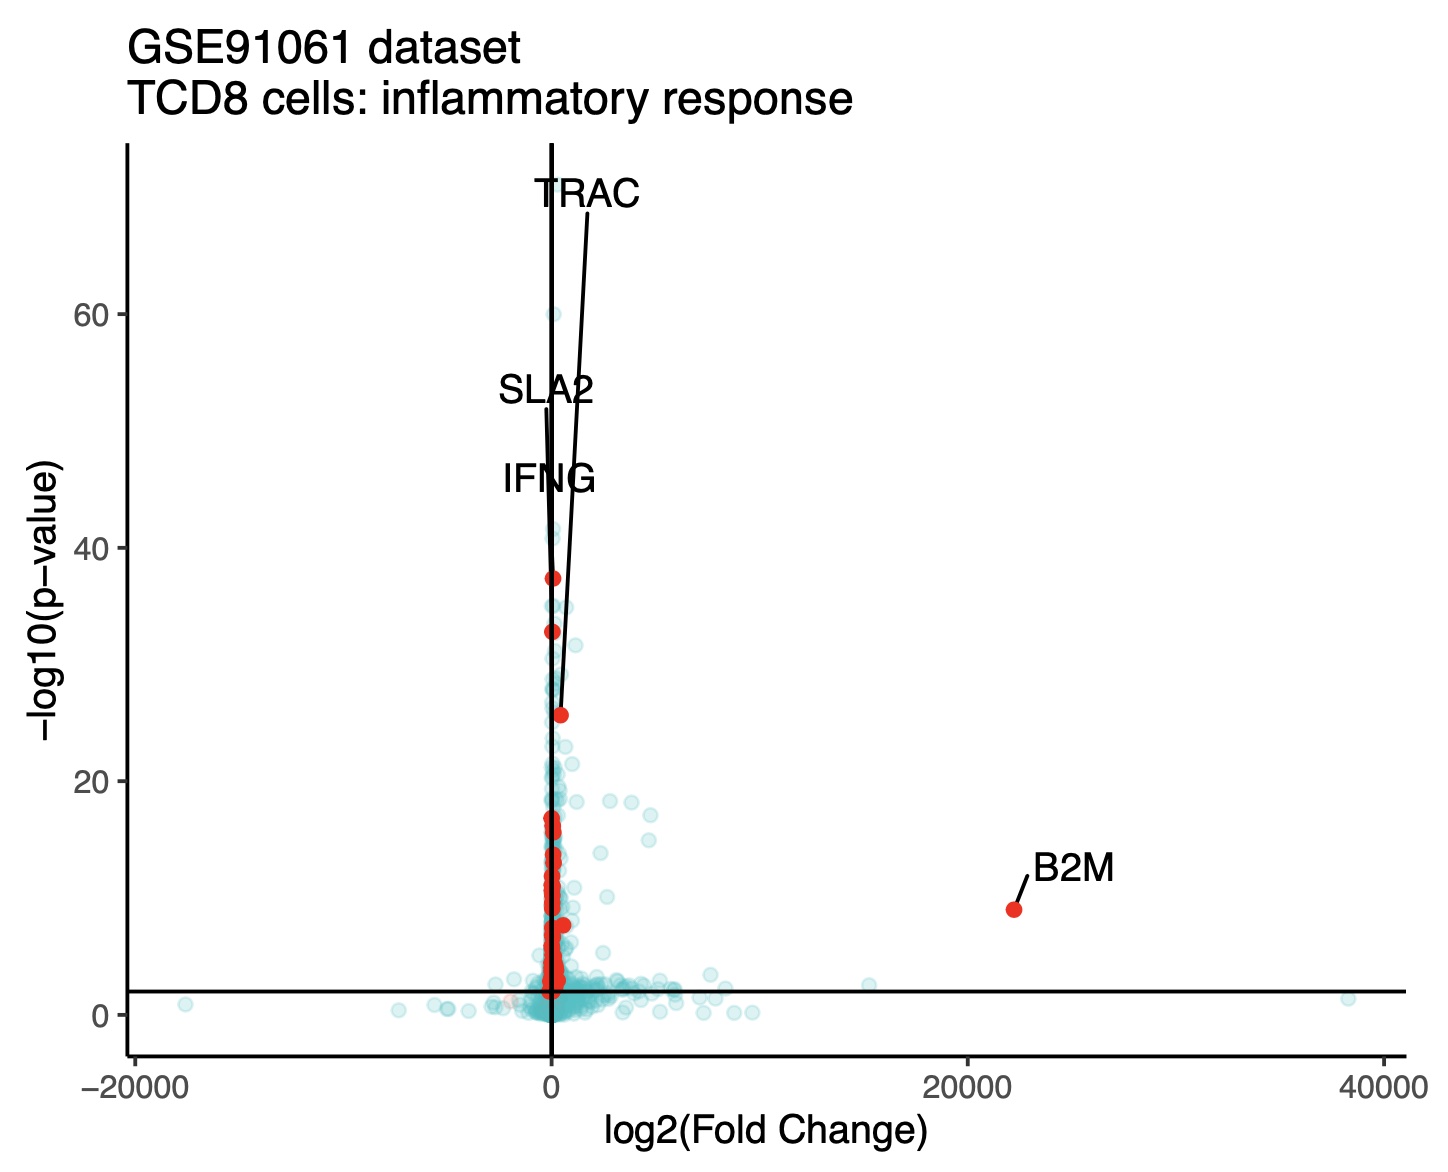 GSE91061 dataset
TCD8 cells: inflammatory response
TRAC
60
SLA2
IFNG
40
−log10(p−value)
20
B2M
0
−20000
0
20000
40000
log2(Fold Change)